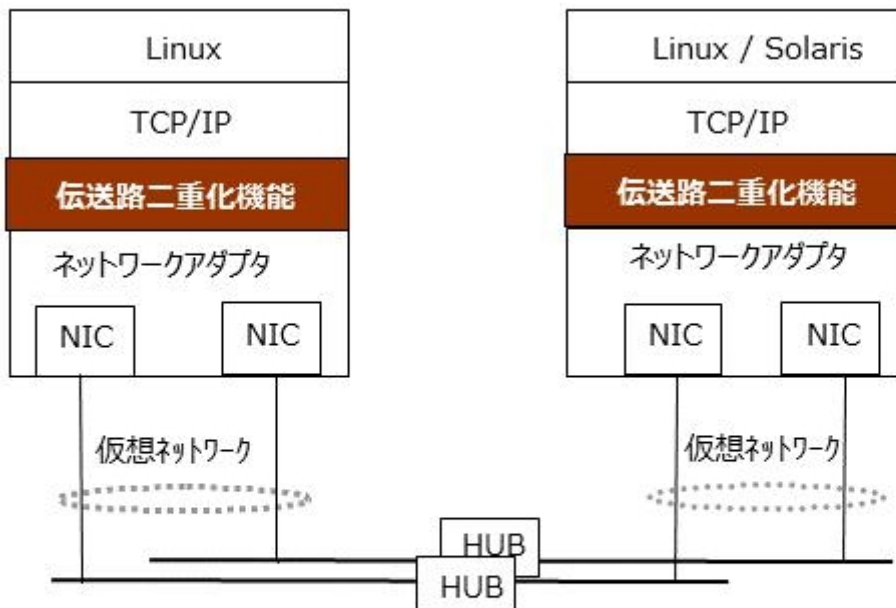 Linux
TCP/IP
伝送路二重化機能
ネットワークアダプタ
NIC
NIC
仮想ネットワーク
Linux / Solaris
TCP/IP
伝送路二重化機能
ネットワークアダプタ
NIC
NIC
仮想ネットワーク
HUB
HUB